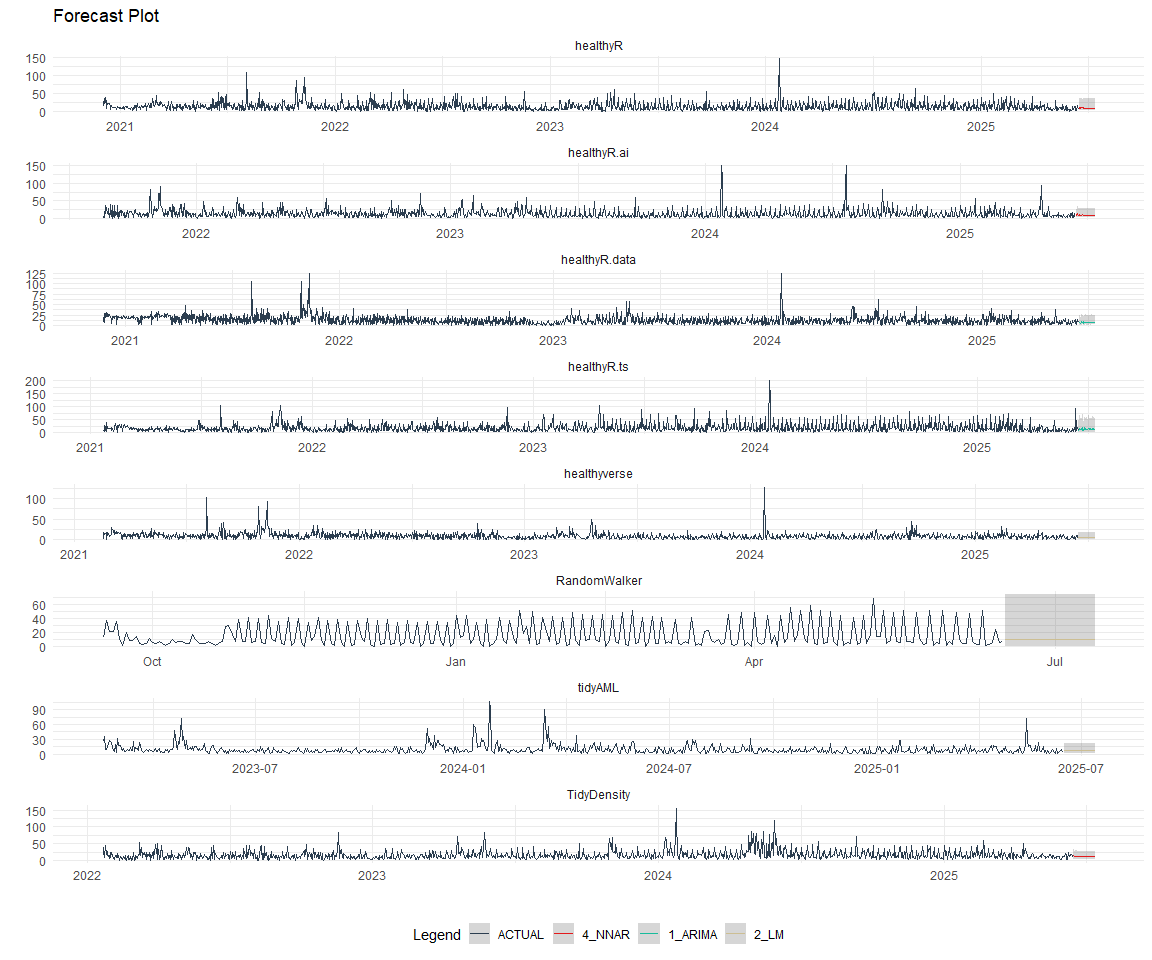 Forecast Plot
healthyR
150
100
50
0
2021 2022 2023 2024 2025
healthyR.ai
150
100
50
0
2022 2023 2024 2025
healthyR.data
125
100
75
50
25
0
2021 2022 2023 2024 2025
healthyR.ts
200
150
100
50
0
2021 2022 2023 2024 2025
healthyverse
100
50
0
2021 2022 2023 2024 2025
RandomWalker
60
40
20
0
Oct Jan Apr Jul
tidyAML
90
60
30
0
2023-07 2024-01 2024-07 2025-01 2025-07
TidyDensity
150
100
50
0
2022 2023 2024 2025
Legend ACTUAL 4_NNAR 1_ARIMA 2_LM